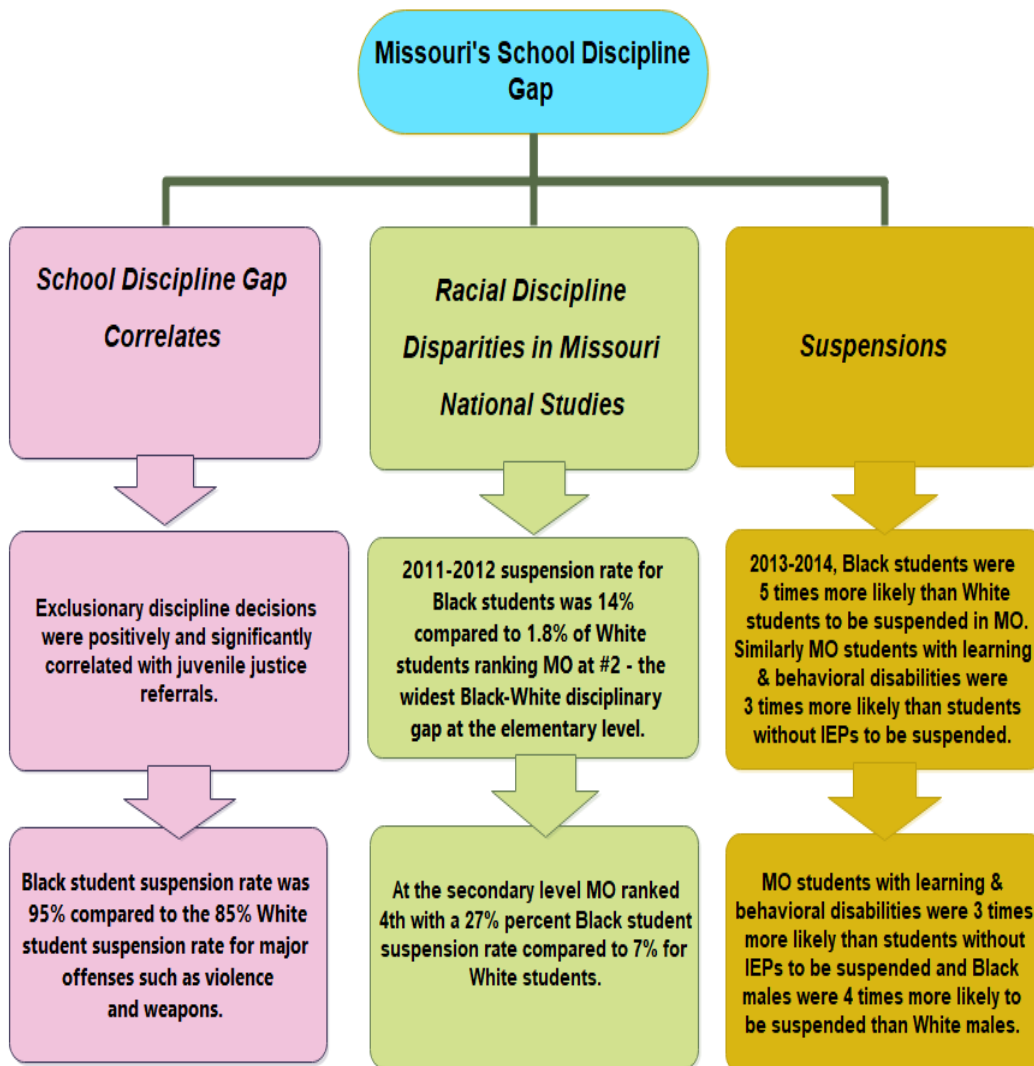 Missouri's School Discipline
Gap
School Discipline Gap
Correlates
Exclusionary discipline decisions
were positively and significantly
correlated with juvenile justice
referrals.
Black student suspension rate was
95% compared to the 85% White
student suspension rate for major
offenses such as violence
and weapons.
Racial Discipline
Disparities in Missouri
National Studies
2011-2012 suspension rate for
Black students was 14%
compared to 1.8% of White
students ranking MO at #2 - the
widest Black-White disciplinary
gap at the elementary level.
At the secondary level MO ranked
4th with a 27% percent Black student
suspension rate compared to 7% for
White students.
Suspensions
2013-2014, Black students were
5 times more likely than White
students to be suspended in MO.
Similarly MO students with learning
& behavioral disabilities were
3 times more likely than students
without IEPs to be suspended.
MO students with learning &
behavioral disabilities were 3 times
more likely than students without
IEPs to be suspended and Black
males were 4 times more likely to
be suspended than White males.